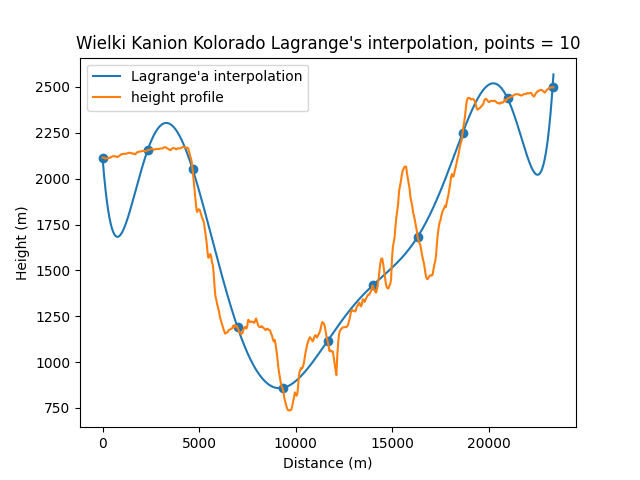 Wielki Kanion Kolorado Lagrange's interpolation, points = 10
Lagrange'a interpolation
height profile
Height (m)
2500
2250
2000
1750
1500
1250
1000
750
0 5000 10000 15000 20000
Distance (m)